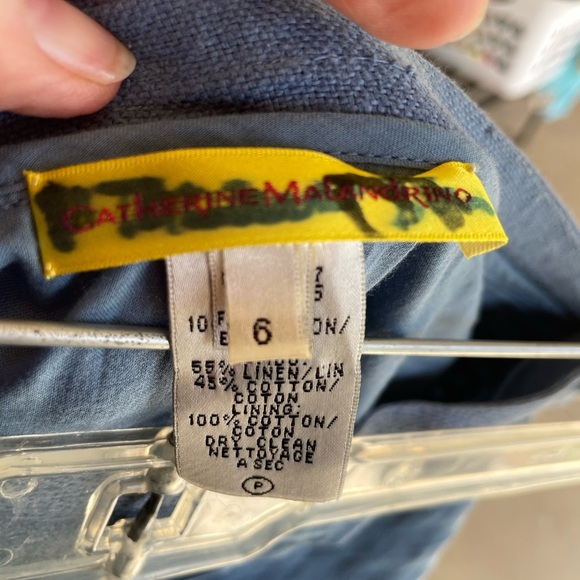 CATHERINE MALANDRINO
6
55% LINEN/LIN
45% COTTON/
COTON
LINING:
100% COTTON/
COTON
DRY CLEAN
NETTOYAGE
A SEC
P